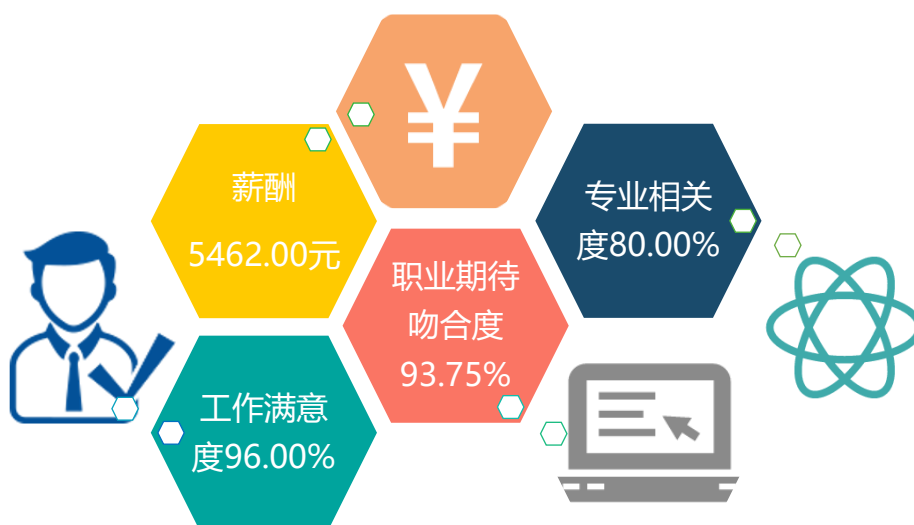 ¥
薪酬
5462.00元
专业相关
度80.00%
职业期待
吻合度
93.75%
工作满意
度96.00%